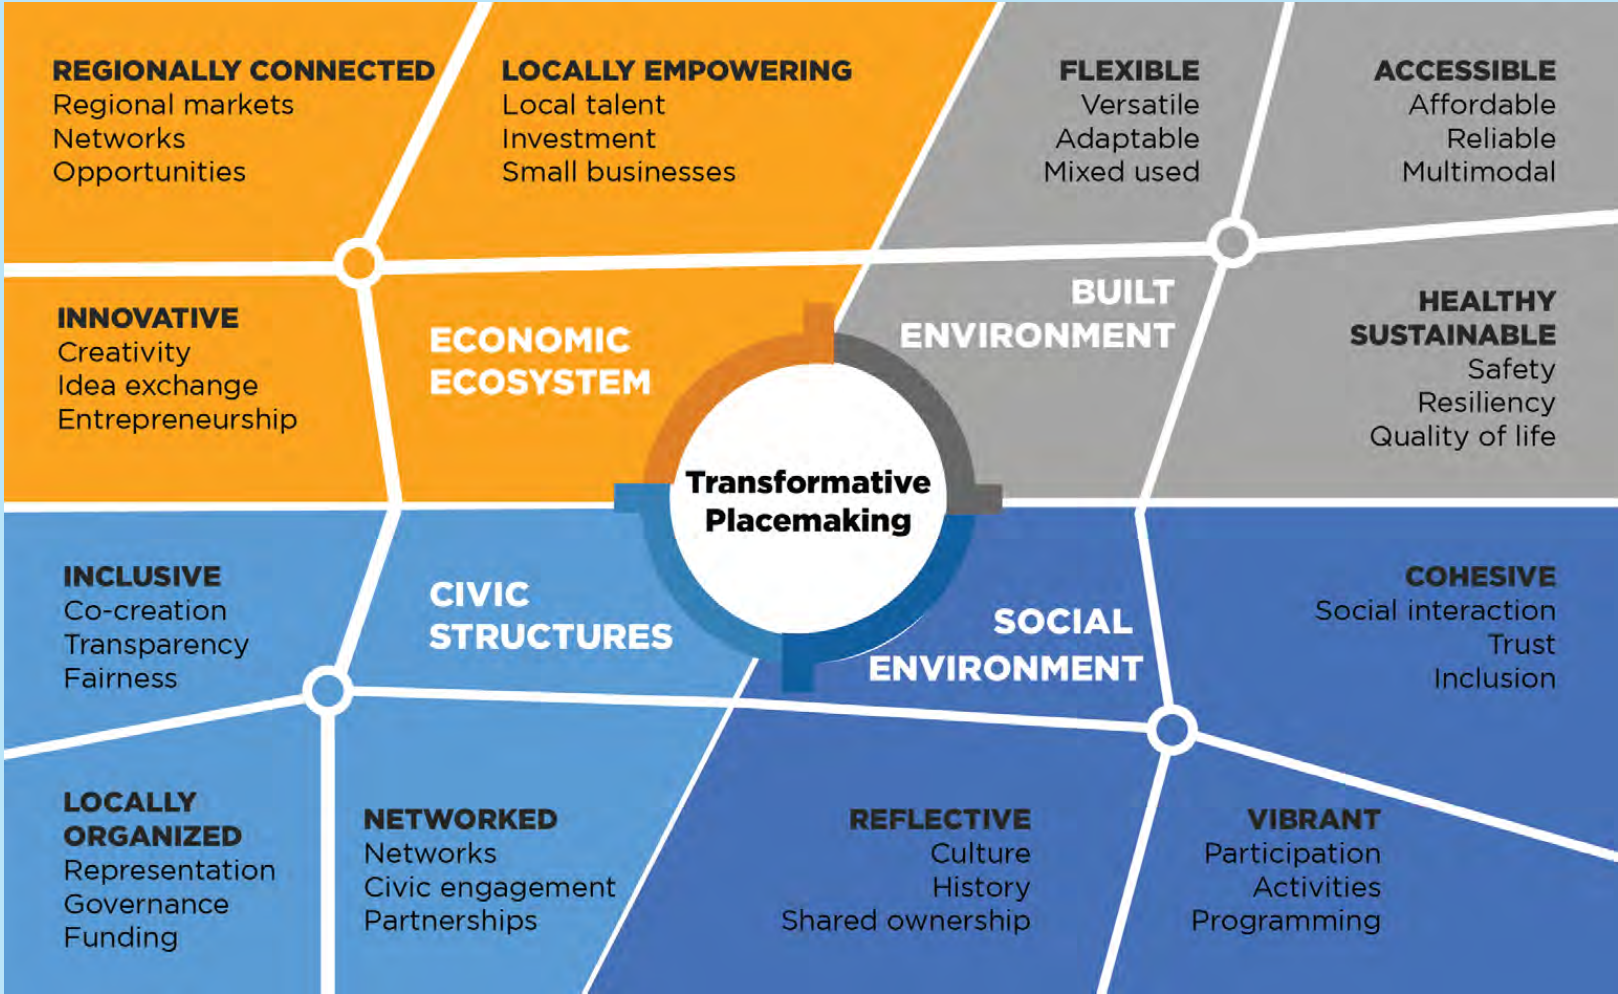 REGIONALLY CONNECTED
Regional markets
Networks
Opportunities
LOCALLY EMPOWERING
Local talent
Investment
Small businesses
FLEXIBLE
Versatile
Adaptable
Mixed used
ACCESSIBLE
Affordable
Reliable
Multimodal
INNOVATIVE
Creativity
Idea exchange
Entrepreneurship
ECONOMIC
ECOSYSTEM
BUILT
ENVIRONMENT
HEALTHY
SUSTAINABLE
Safety
Resiliency
Quality of life
Transformative
Placemaking
INCLUSIVE
Co-creation
Transparency
Fairness
CIVIC
STRUCTURES
SOCIAL
ENVIRONMENT
COHESIVE
Social interaction
Trust
Inclusion
LOCALLY
ORGANIZED
Representation
Governance
Funding
NETWORKED
Networks
Civic engagement
Partnerships
REFLECTIVE
Culture
History
Shared ownership
VIBRANT
Participation
Activities
Programming